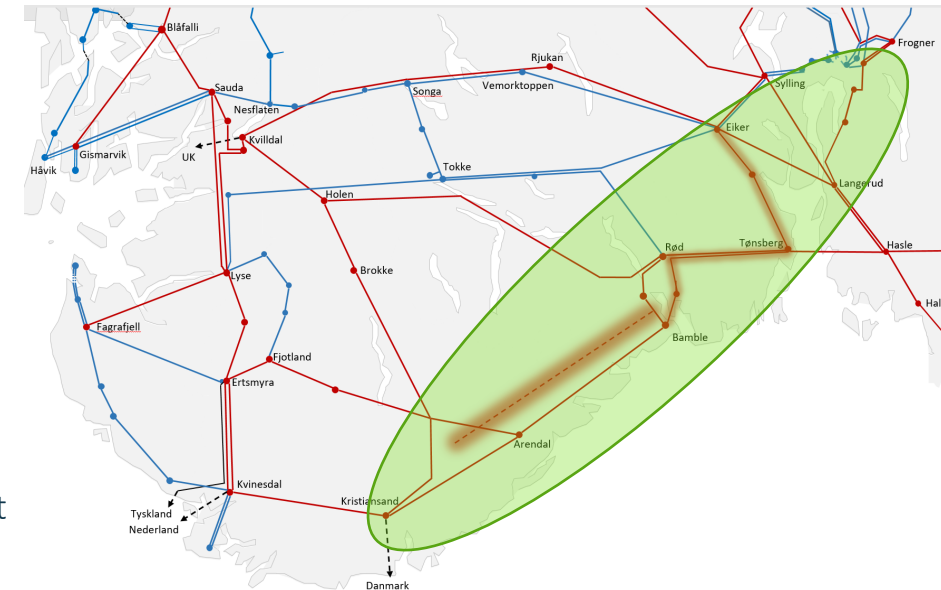 Blåfalli
Frogner
Rjukan
Sylling
Sauda
Songa
Vemorktoppen
Nesflaten
Eiker
Kvilldal
Gismarvik
UK
Håvik
Tokke
Langerud
Holen
Rød
Tønsberg
Hasle
Brokke
Lyse
Hal
Fagrafjell
Bamble
Fjotland
Ertsmyra
Arendal
Kvinesdal
Kristiansand
t
Tyskland
Nederland
Danmark